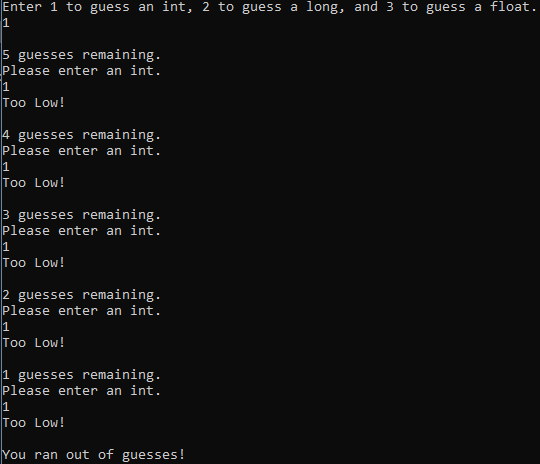 Enter 1 to guess an int, 2 to guess a long, and 3 to guess a float.
1
5 guesses remaining.
Please enter an int.
1
Too Low!
4 guesses remaining.
Please enter an int.
1
Too Low!
3 guesses remaining.
Please enter an int.
1
Too Low!
2 guesses remaining.
Please enter an int.
1
Too Low!
1 guesses remaining.
Please enter an int.
1
Too Low!
You ran out of guesses!